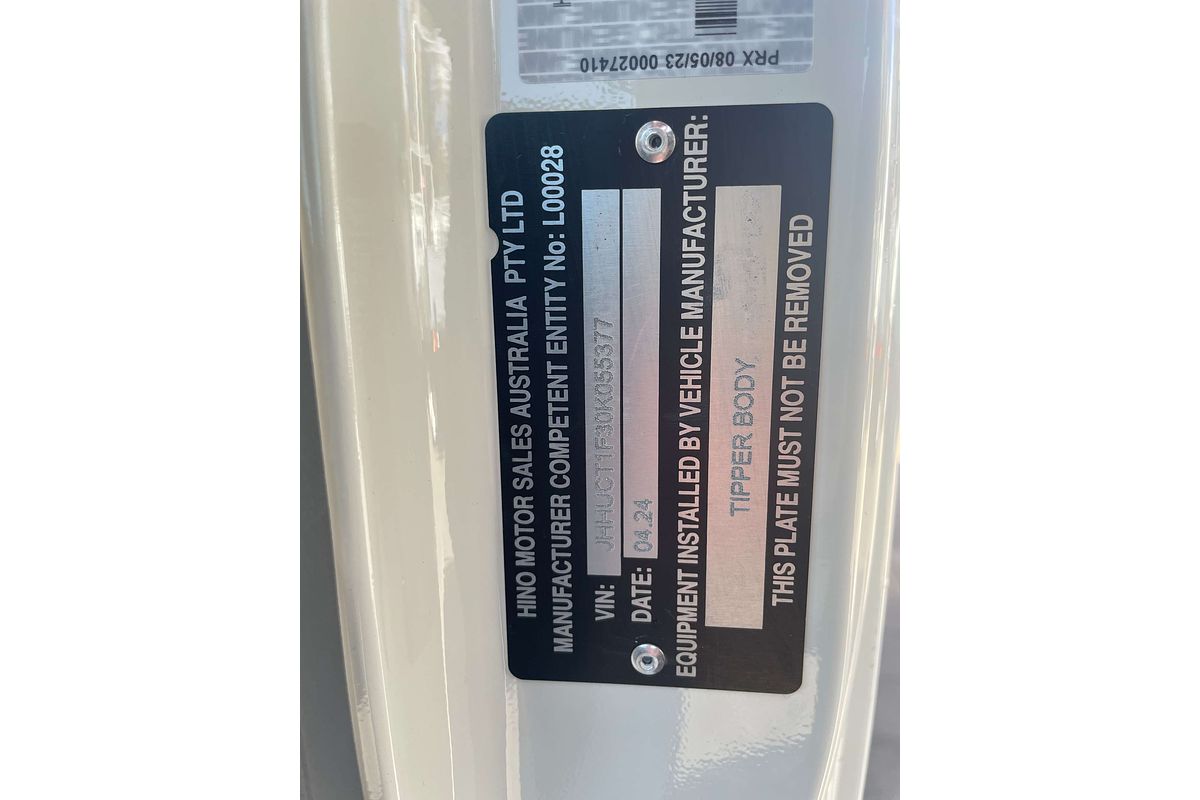 PRX 08/05/23 00027410
HINO MOTOR SALES AUSTRALIA PTY LTD
MANUFACTURER COMPETENT ENTITY No: L00028
VIN: JHHUCT1F30K055377
DATE: 04.24
EQUIPMENT INSTALLED BY VEHICLE MANUFACTURER:
TIPPER BODY
THIS PLATE MUST NOT BE REMOVED